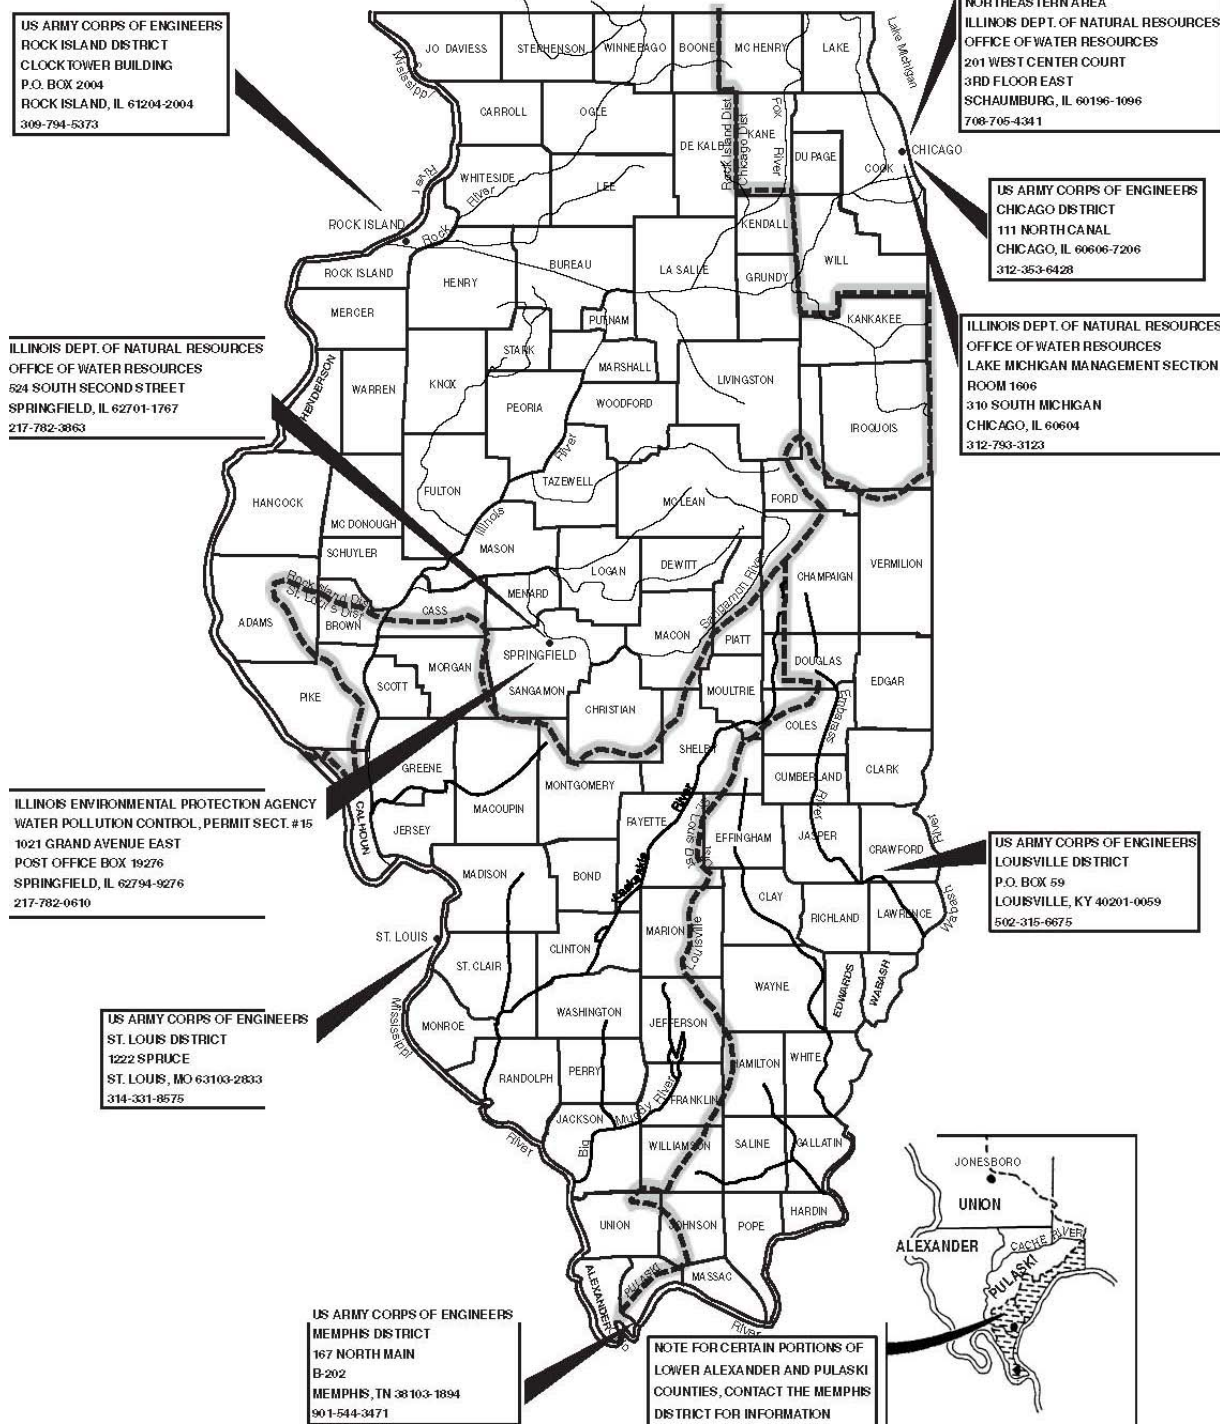 US ARMY CORPS OF ENGINEERS
ROCK ISLAND DISTRICT
CLOCKTOWER BUILDING
P.O. BOX 2004
ROCK ISLAND, IL 61204-2004
309-794-5373
NORTHEASTERN AREA
ILLINOIS DEPT. OF NATURAL RESOURCES
OFFICE OF WATER RESOURCES
201 WEST CENTER COURT
3RD FLOOR EAST
SCHAUMBURG, IL 60196-1096
708-705-4341
US ARMY CORPS OF ENGINEERS
CHICAGO DISTRICT
111 NORTH CANAL
CHICAGO, IL 60606-7206
312-353-6428
ILLINOIS DEPT. OF NATURAL RESOURCES
OFFICE OF WATER RESOURCES
LAKE MICHIGAN MANAGEMENT SECTION
ROOM 1606
310 SOUTH MICHIGAN
CHICAGO, IL 60604
312-793-3123
ILLINOIS DEPT. OF NATURAL RESOURCES
OFFICE OF WATER RESOURCES
524 SOUTH SECOND STREET
SPRINGFIELD, IL 62701-1767
217-782-3863
ILLINOIS ENVIRONMENTAL PROTECTION AGENCY
WATER POLLUTION CONTROL, PERMIT SECT. #15
1021 GRAND AVENUE EAST
POST OFFICE BOX 19276
SPRINGFIELD, IL 62794-9276
217-782-0610
US ARMY CORPS OF ENGINEERS
LOUISVILLE DISTRICT
P.O. BOX 59
LOUISVILLE, KY 40201-0059
502-315-6675
US ARMY CORPS OF ENGINEERS
ST. LOUIS DISTRICT
1222 SPRUCE
ST. LOUIS, MO 63103-2833
314-331-8575
US ARMY CORPS OF ENGINEERS
MEMPHIS DISTRICT
167 NORTH MAIN
B-202
MEMPHIS, TN 38103-1894
901-544-3471
NOTE FOR CERTAIN PORTIONS OF
LOWER ALEXANDER AND PULASKI
COUNTIES, CONTACT THE MEMPHIS
DISTRICT FOR INFORMATION
JO DAVIESS
STEPHENSON
WINNEBAGO
BOONE
MC HENRY
LAKE
Lake Michigan
Mississippi
River
CARROLL
OGLE
DE KALB
Rock Island Dist
Chicago Dist
KANE
Fox
River
DU PAGE
COOK
CHICAGO
WHITESIDE
LEE
Rock
River
KENDALL
ROCK ISLAND
ROCK ISLAND
HENRY
BUREAU
LA SALLE
GRUNDY
WILL
MERCER
PUTNAM
KANKAKEE
STARK
MARSHALL
HENDERSON
WARREN
KNOX
PEORIA
WOODFORD
LIVINGSTON
IROQUOIS
River
HANCOCK
MC DONOUGH
FULTON
TAZEWELL
MC LEAN
FORD
Illinois
SCHUYLER
MASON
LOGAN
DEWITT
CHAMPAIGN
VERMILION
Rock Island Dist
St. Louis Dist
ADAMS
BROWN
CASS
MENARD
MACON
PIATT
Sangamon River
SPRINGFIELD
DOUGLAS
EDGAR
PIKE
SCOTT
MORGAN
SANGAMON
CHRISTIAN
MOULTRIE
COLES
Embarass
River
SHELBY
GREENE
MACOUPIN
MONTGOMERY
CUMBERLAND
CLARK
CALHOUN
JERSEY
FAYETTE
EFFINGHAM
JASPER
CRAWFORD
Kaskaskia
River
St. Louis Dist
Louisville
Dist
MADISON
BOND
CLAY
RICHLAND
LAWRENCE
Wabash
River
ST. LOUIS
MARION
CLINTON
ST. CLAIR
WAYNE
EDWARDS
WABASH
Mississippi
River
MONROE
WASHINGTON
JEFFERSON
HAMILTON
WHITE
RANDOLPH
PERRY
FRANKLIN
JACKSON
Big
Muddy River
WILLIAMSON
SALINE
GALLATIN
UNION
JOHNSON
POPE
HARDIN
ALEXANDER
PULASKI
MASSAC
River
JONESBORO
UNION
ALEXANDER
CACHE RIVER
PULASKI